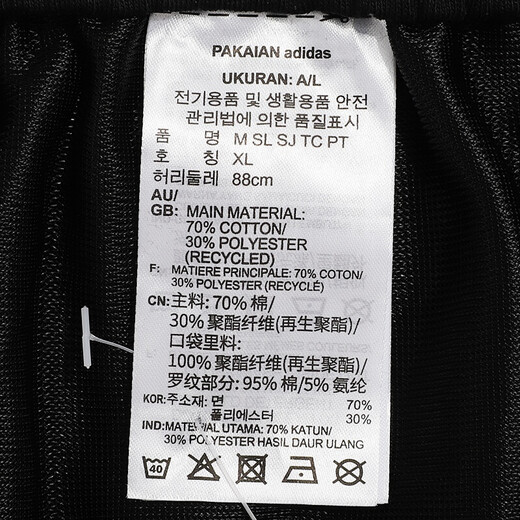 PAKAIAN adidas
UKURAN: A/L
전기용품 및 생활용품 안전
관리법에 의한 품질표시
품 명 M SL SJ TC PT
호 칭 XL
허리둘레 88cm
AU/
GB: MAIN MATERIAL:
70% COTTON/
30% POLYESTER
(RECYCLED)
F: MATIERE PRINCIPALE: 70% COTON/
30% POLYESTER (RECYCLÉ)
CN: 主料: 70% 棉/
30% 聚酯纤维(再生聚酯)/
口袋里料:
100% 聚酯纤维(再生聚酯)/
罗纹部分: 95% 棉/5% 氨纶
KOR: 주소재: 면 70%
폴리에스터 30%
IND: MATERIAL UTAMA: 70% KATUN/
30% POLYESTER HASIL DAUR ULANG
40